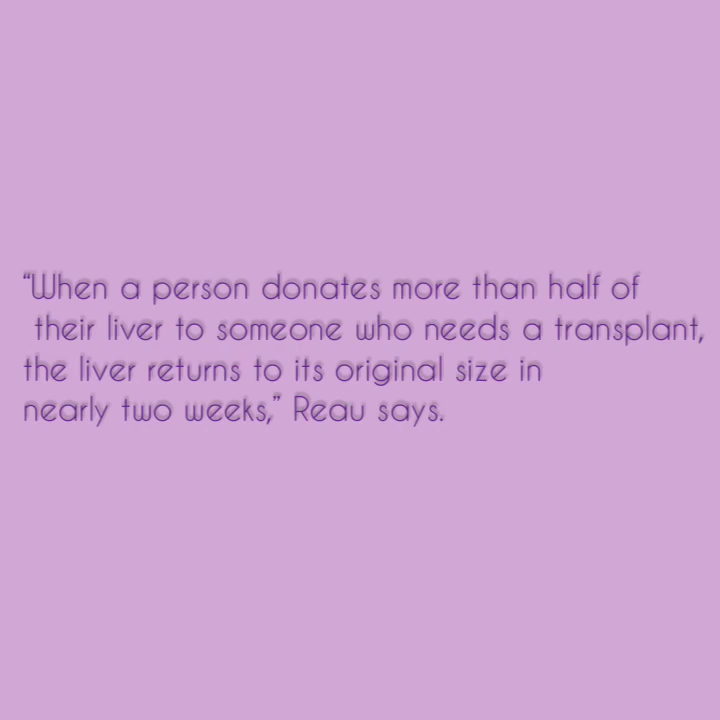 “When a person donates more than half of
their liver to someone who needs a transplant,
the liver returns to its original size in
nearly two weeks,” Reau says.